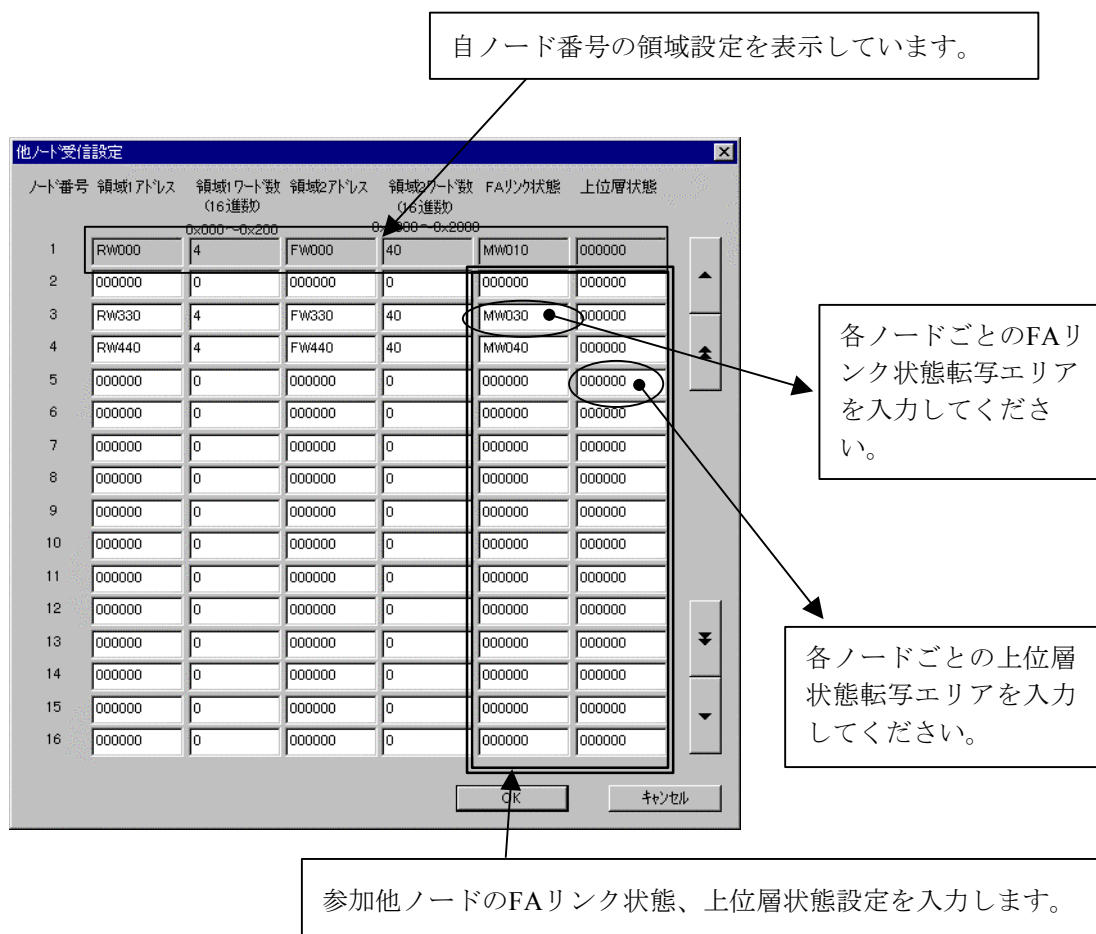 自ノード番号の領域設定を表示しています。
他ノード受信設定
ノード番号 領域1アドレス 領域1ワード数 領域2アドレス 領域2ワード数 FAリンク状態 上位層状態
(16進数) (16進数)
0x000～0x200 0x0000～0x2000
1 RW000 4 FW000 40 MW010 000000
2 000000 0 000000 0 000000 000000
3 RW330 4 FW330 40 MW030 000000
4 RW440 4 FW440 40 MW040 000000
5 000000 0 000000 0 000000 000000
6 000000 0 000000 0 000000 000000
7 000000 0 000000 0 000000 000000
8 000000 0 000000 0 000000 000000
9 000000 0 000000 0 000000 000000
10 000000 0 000000 0 000000 000000
11 000000 0 000000 0 000000 000000
12 000000 0 000000 0 000000 000000
13 000000 0 000000 0 000000 000000
14 000000 0 000000 0 000000 000000
15 000000 0 000000 0 000000 000000
16 000000 0 000000 0 000000 000000
OK キャンセル
各ノードごとのFAリ
ンク状態転写エリア
を入力してくださ
い。
各ノードごとの上位層
状態転写エリアを入力
してください。
参加他ノードのFAリンク状態、上位層状態設定を入力します。